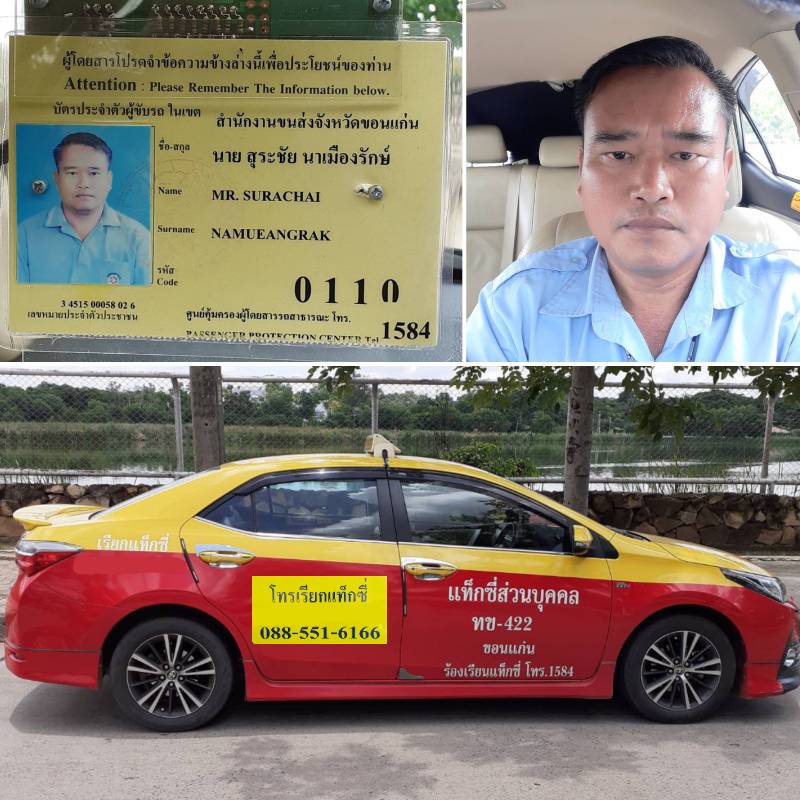 ผู้โดยสารโปรดจำข้อความข้างล่างนี้เพื่อประโยชน์ของท่าน
Attention : Please Remember The Information below.
บัตรประจำตัวผู้ขับรถ ในเขต สำนักงานขนส่งจังหวัดขอนแก่น
ชื่อ-สกุล นาย สุระชัย นาเมืองรักษ์
Name MR. SURACHAI
Surname NAMUEANGRAK
รหัส
Code 0110
3 4515 00058 02 6
เลขหมายประจำตัวประชาชน
ศูนย์คุ้มครองผู้โดยสารรถสาธารณะ โทร. 1584
PASSENGER PROTECTION CENTER Tel
เรียกแท็กซี่
โทรเรียกแท็กซี่
088-551-6166
แท็กซี่ส่วนบุคคล
ทข-422
ขอนแก่น
ร้องเรียนแท็กซี่ โทร.1584